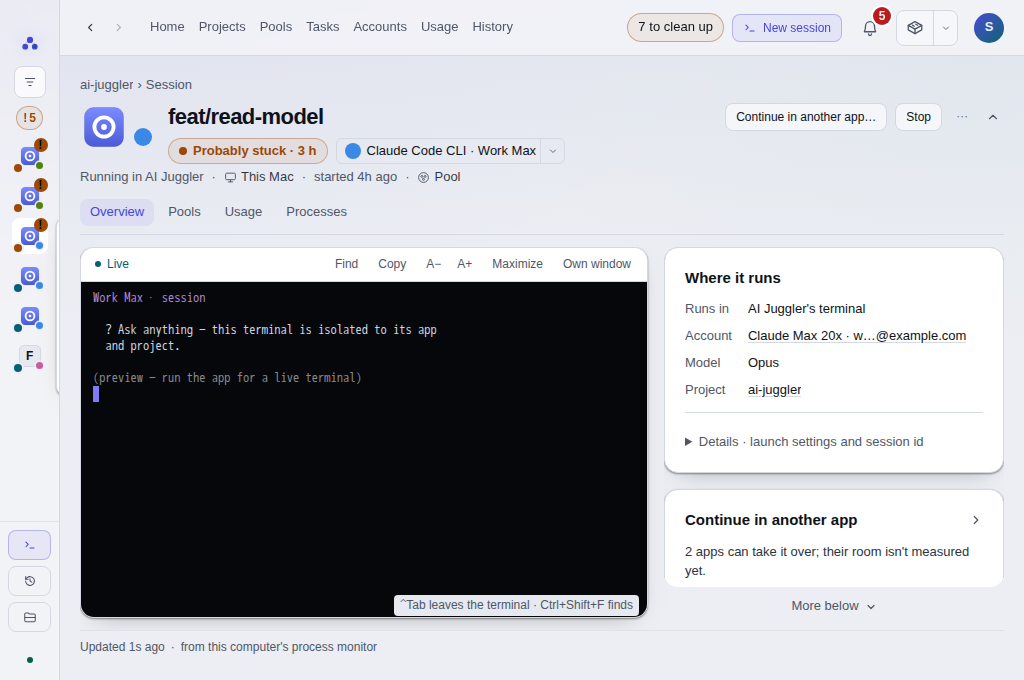 Home Projects Pools Tasks Accounts Usage History
7 to clean up
New session
5
S
! 5
!
!
!
F
ai-juggler › Session
feat/read-model
Continue in another app…
Stop
Probably stuck · 3 h
Claude Code CLI · Work Max
Running in AI Juggler · This Mac · started 4h ago · Pool
Overview Pools Usage Processes
Live
Find Copy A− A+ Maximize Own window
Work Max · session
? Ask anything — this terminal is isolated to its app
and project.
(preview — run the app for a live terminal)
^Tab leaves the terminal · Ctrl+Shift+F finds
Where it runs
Runs in AI Juggler's terminal
Account Claude Max 20x · w…@example.com
Model Opus
Project ai-juggler
Details · launch settings and session id
Continue in another app
2 apps can take it over; their room isn't measured
yet.
More below
Updated 1s ago · from this computer's process monitor